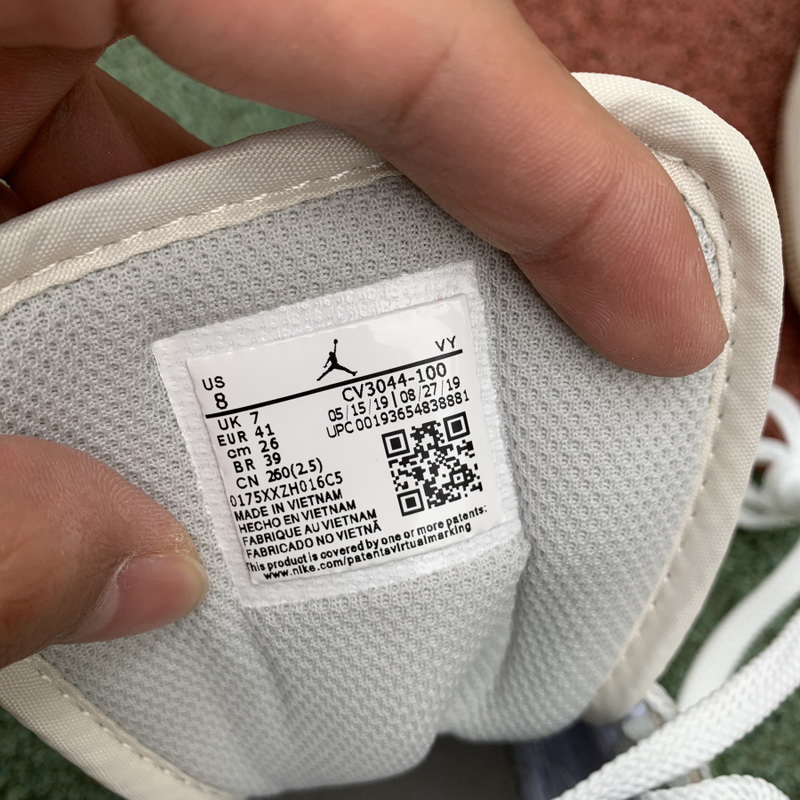 US VY
8 CV3044-100
UK 7 05/15/19 | 08/27/19
EUR 41 UPC 00193654838881
cm 26
BR 39
CN 260(2.5)
0175XXZH016C5
MADE IN VIETNAM
HECHO EN VIETNAM
FABRIQUE AU VIETNAM
FABRICADO NO VIETNÃ
This product is covered by one or more patents:
www.nike.com/patentavirtualmarking